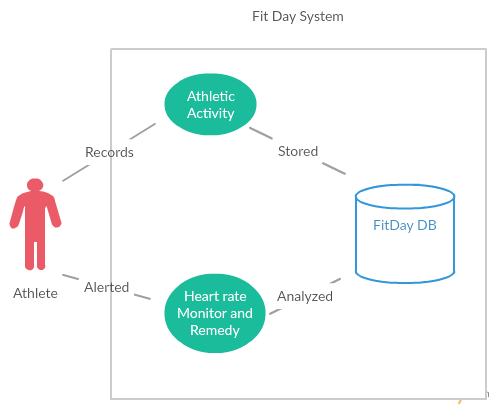 Fit Day System
Athletic
Activity
Records
Stored
FitDay DB
Athlete
Alerted
Heart rate
Monitor and
Remedy
Analyzed